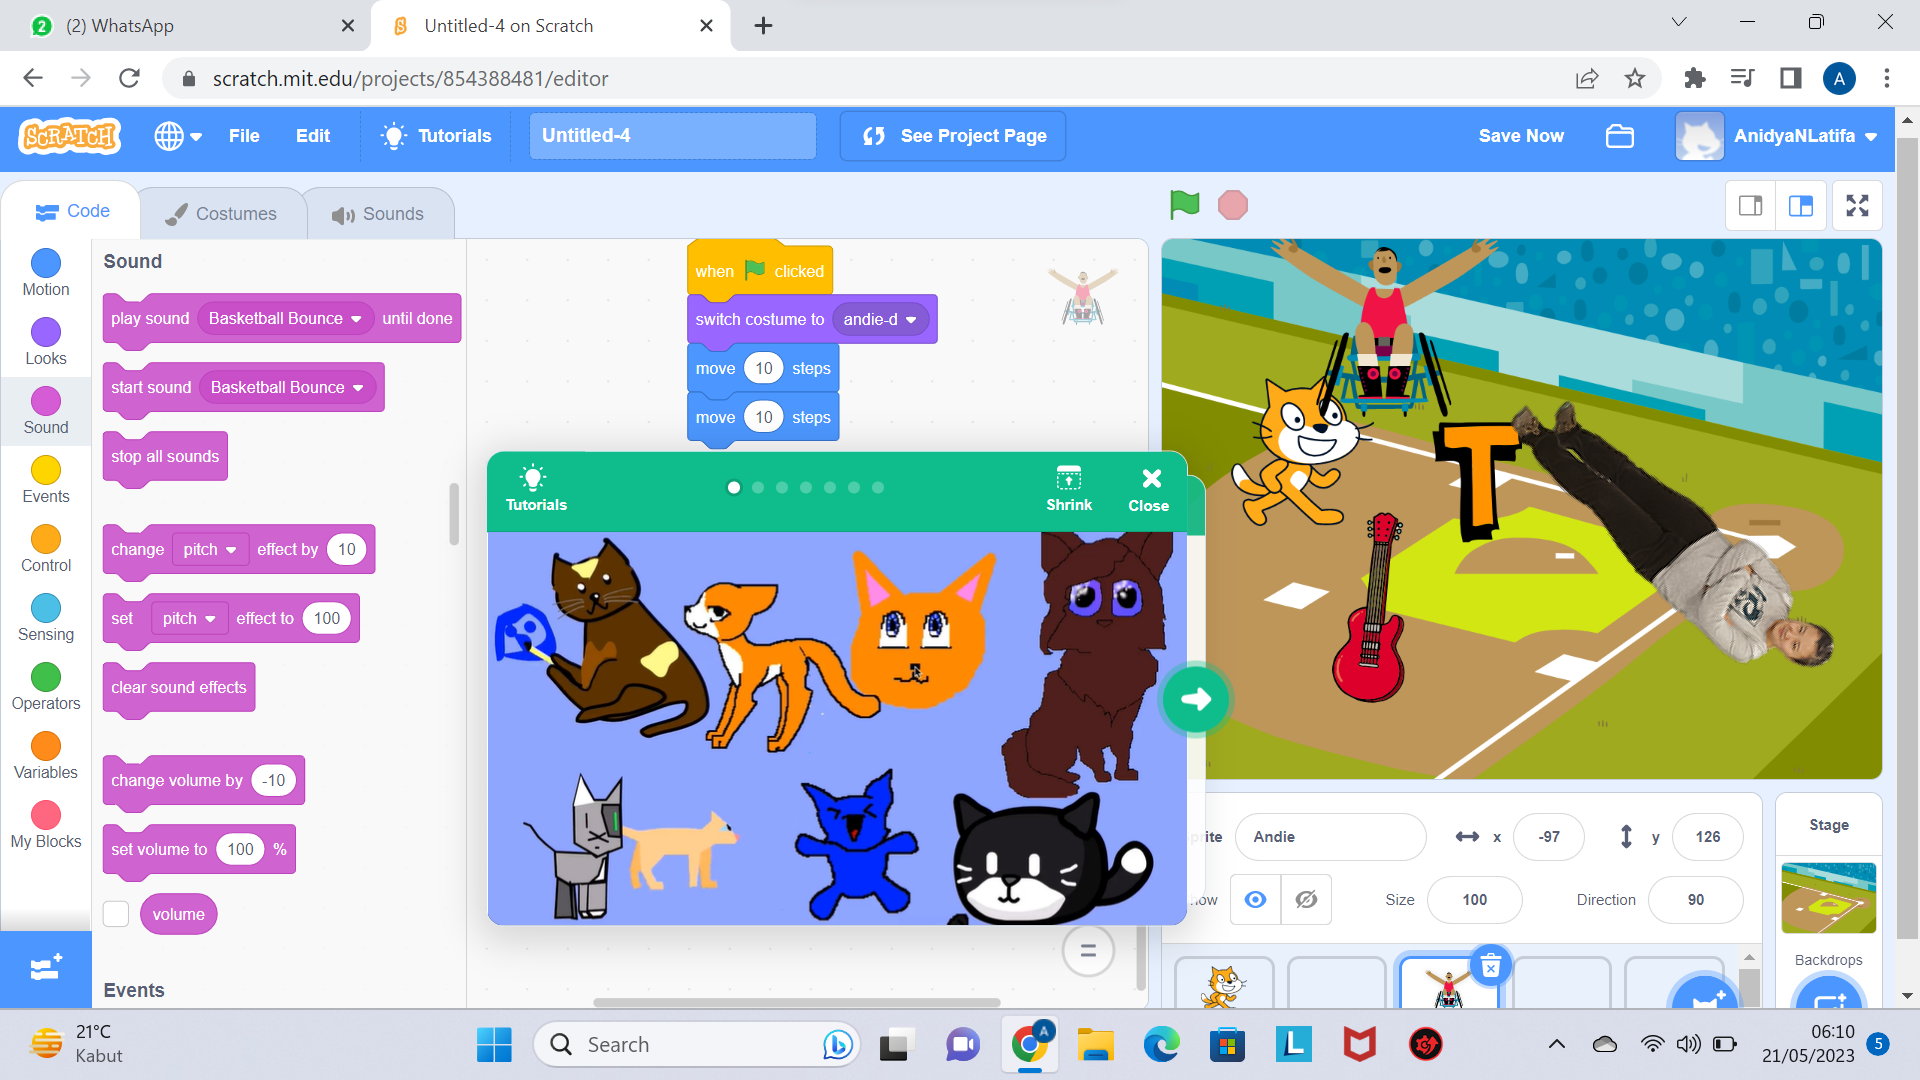 2 (2) WhatsApp
Untitled-4 on Scratch
scratch.mit.edu/projects/854388481/editor
A
SCRATCH
File
Edit
Tutorials
Untitled-4
See Project Page
Save Now
AnidyaNLatifa
Code
Costumes
Sounds
Motion
Looks
Sound
Events
Control
Sensing
Operators
Variables
My Blocks
Sound
play sound Basketball Bounce until done
start sound Basketball Bounce
stop all sounds
change pitch effect by 10
set pitch effect to 100
clear sound effects
change volume by -10
set volume to 100 %
volume
Events
when clicked
switch costume to andie-d
move 10 steps
move 10 steps
Tutorials
Shrink
Close
T
rite
Andie
x
-97
y
126
ow
Size
100
Direction
90
Stage
Backdrops
21°C
Kabut
Search
A
L
06:10
21/05/2023
5